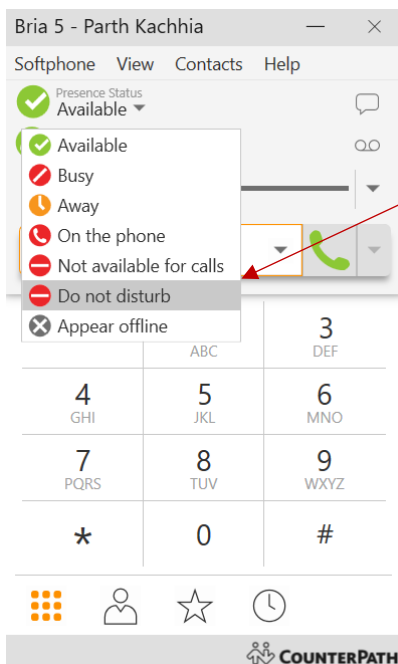 Bria 5 - Parth Kachhia
Softphone View Contacts Help
Presence Status
Available
Available
Busy
Away
On the phone
Not available for calls
Do not disturb
Appear offline
3
ABC DEF
4 5 6
GHI JKL MNO
7 8 9
PQRS TUV WXYZ
* 0 #
COUNTERPATH